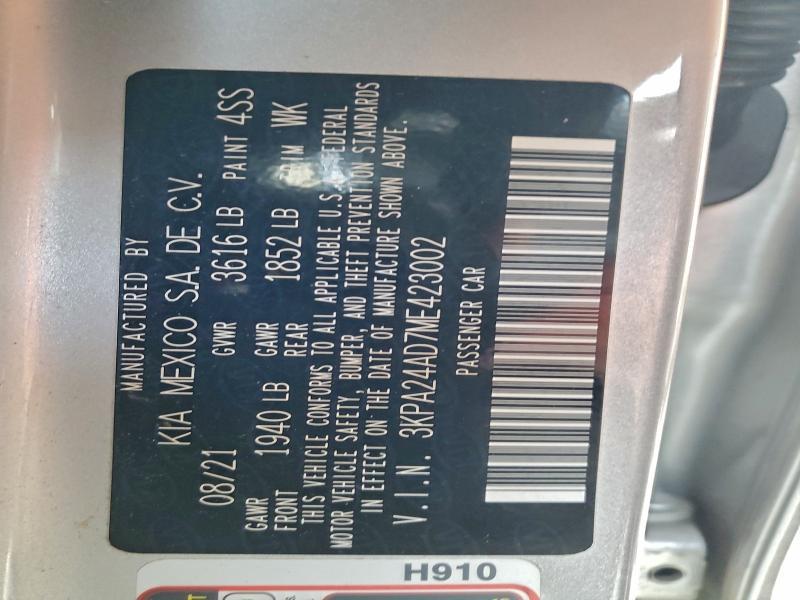 MANUFACTURED BY
KIA MEXICO S.A. DE C.V.
08/21 GVWR 3616 LB PAINT 4SS
GAWR FRONT 1940 LB GAWR REAR 1852 LB TRIM WK
THIS VEHICLE CONFORMS TO ALL APPLICABLE U.S. FEDERAL
MOTOR VEHICLE SAFETY, BUMPER, AND THEFT PREVENTION STANDARDS
IN EFFECT ON THE DATE OF MANUFACTURE SHOWN ABOVE.
V.I.N. 3KPA24AD7ME423002
PASSENGER CAR
H910